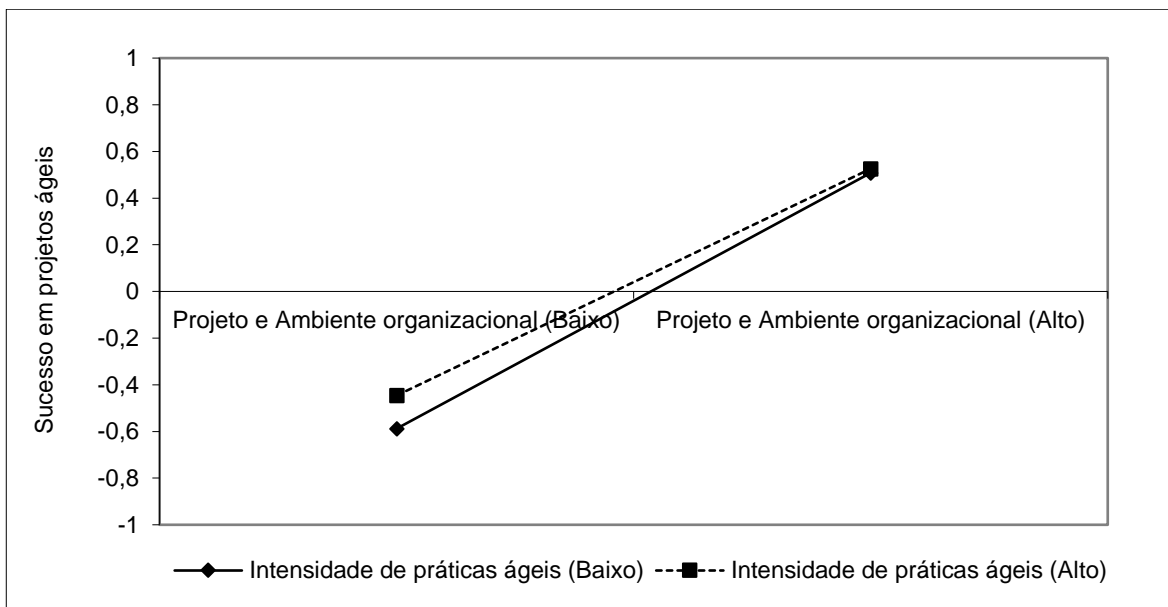 Sucesso em projetos ágeis
1
0,8
0,6
0,4
0,2
0
-0,2
-0,4
-0,6
-0,8
-1
Projeto e Ambiente organizacional (Baixo)
Projeto e Ambiente organizacional (Alto)
Intensidade de práticas ágeis (Baixo)
Intensidade de práticas ágeis (Alto)